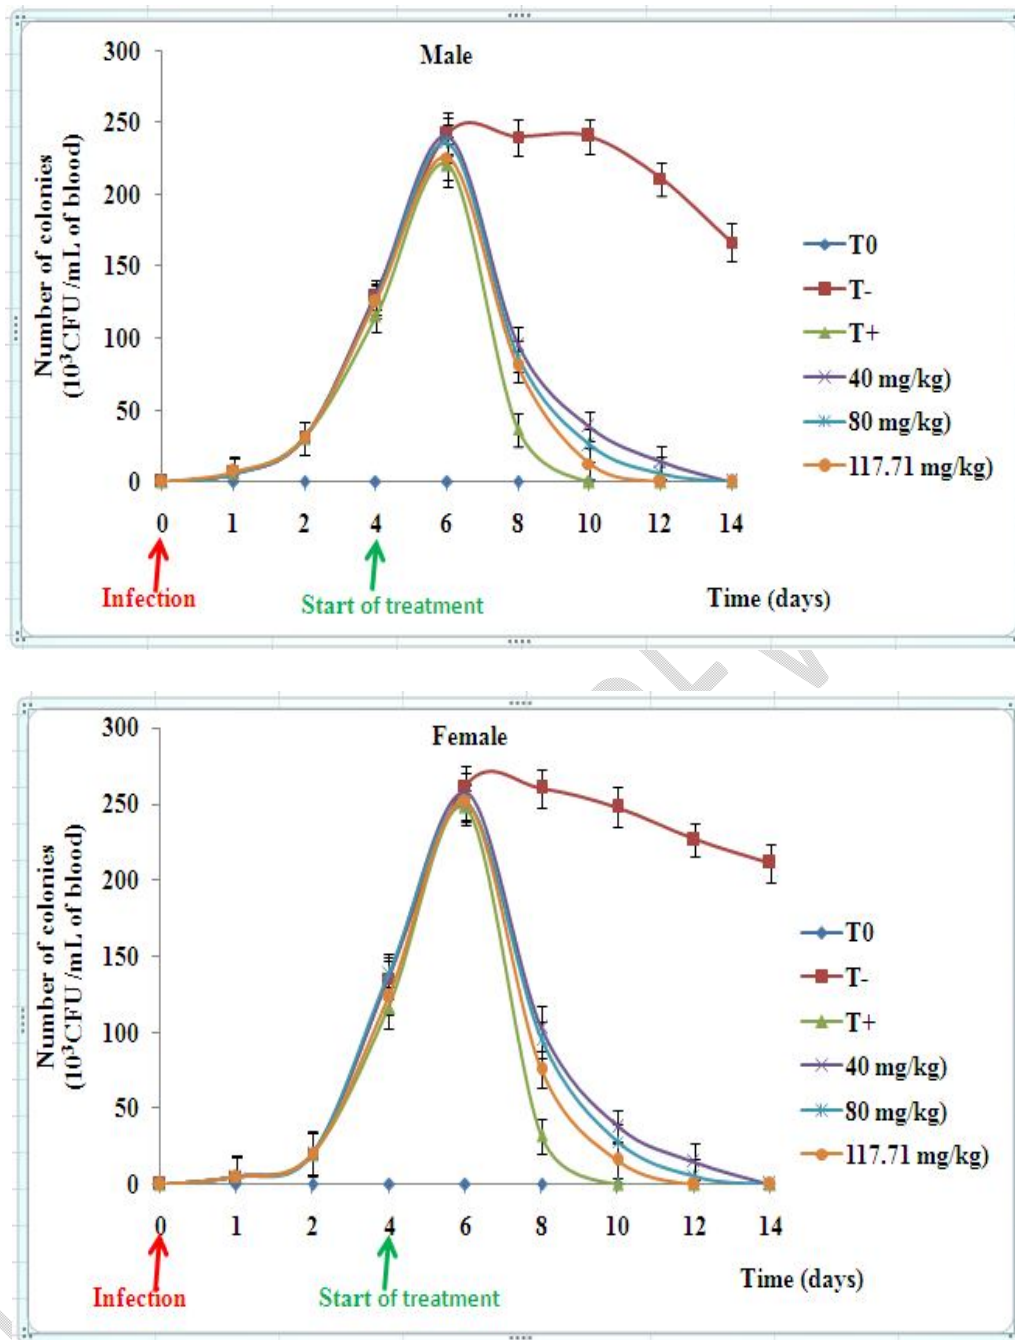 Male
300
250
200
150
100
50
0
Number of colonies
(10³CFU /mL of blood)
0 1 2 4 6 8 10 12 14
Infection
Start of treatment
Time (days)
T0
T-
T+
40 mg/kg)
80 mg/kg)
117.71 mg/kg)
Female
300
250
200
150
100
50
0
Number of colonies
(10³CFU /mL of blood)
0 1 2 4 6 8 10 12 14
Infection
Start of treatment
Time (days)
T0
T-
T+
40 mg/kg)
80 mg/kg)
117.71 mg/kg)